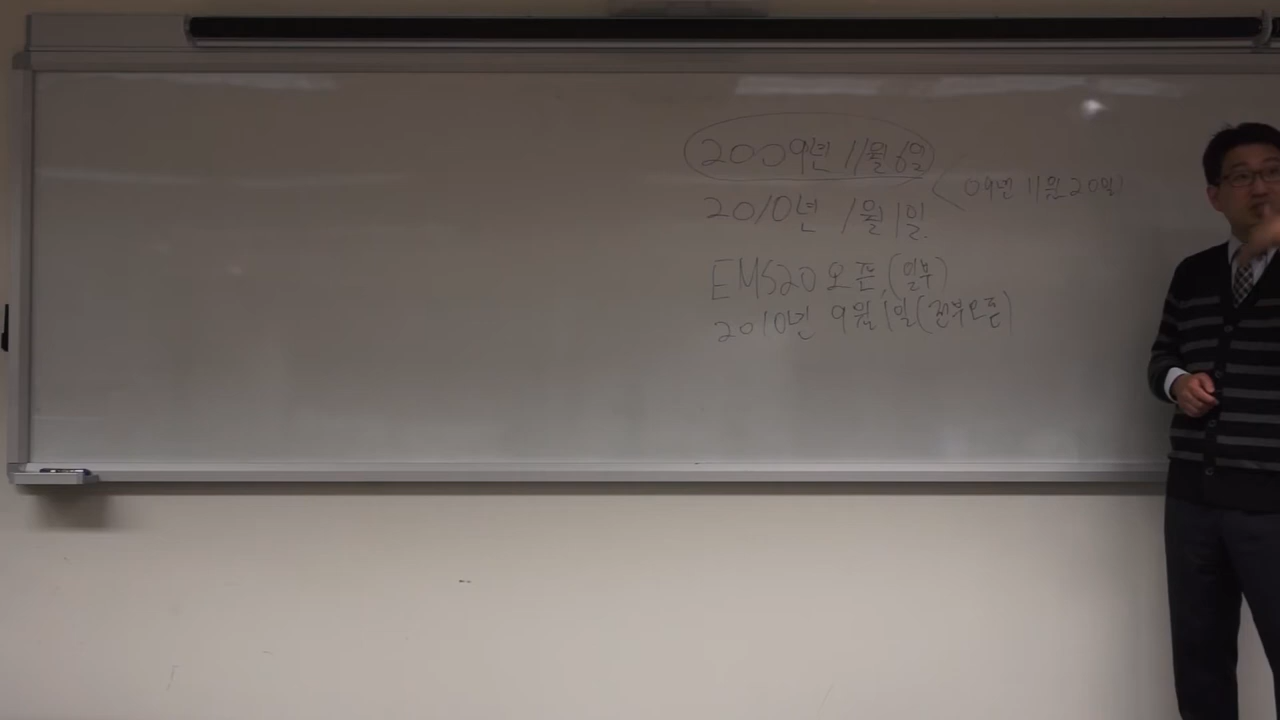 2009년 11월 6일
09년 11월 20일
2010년 1월 1일.
EMS20 오픈,(일부)
2010년 9월 1일(전부오픈)